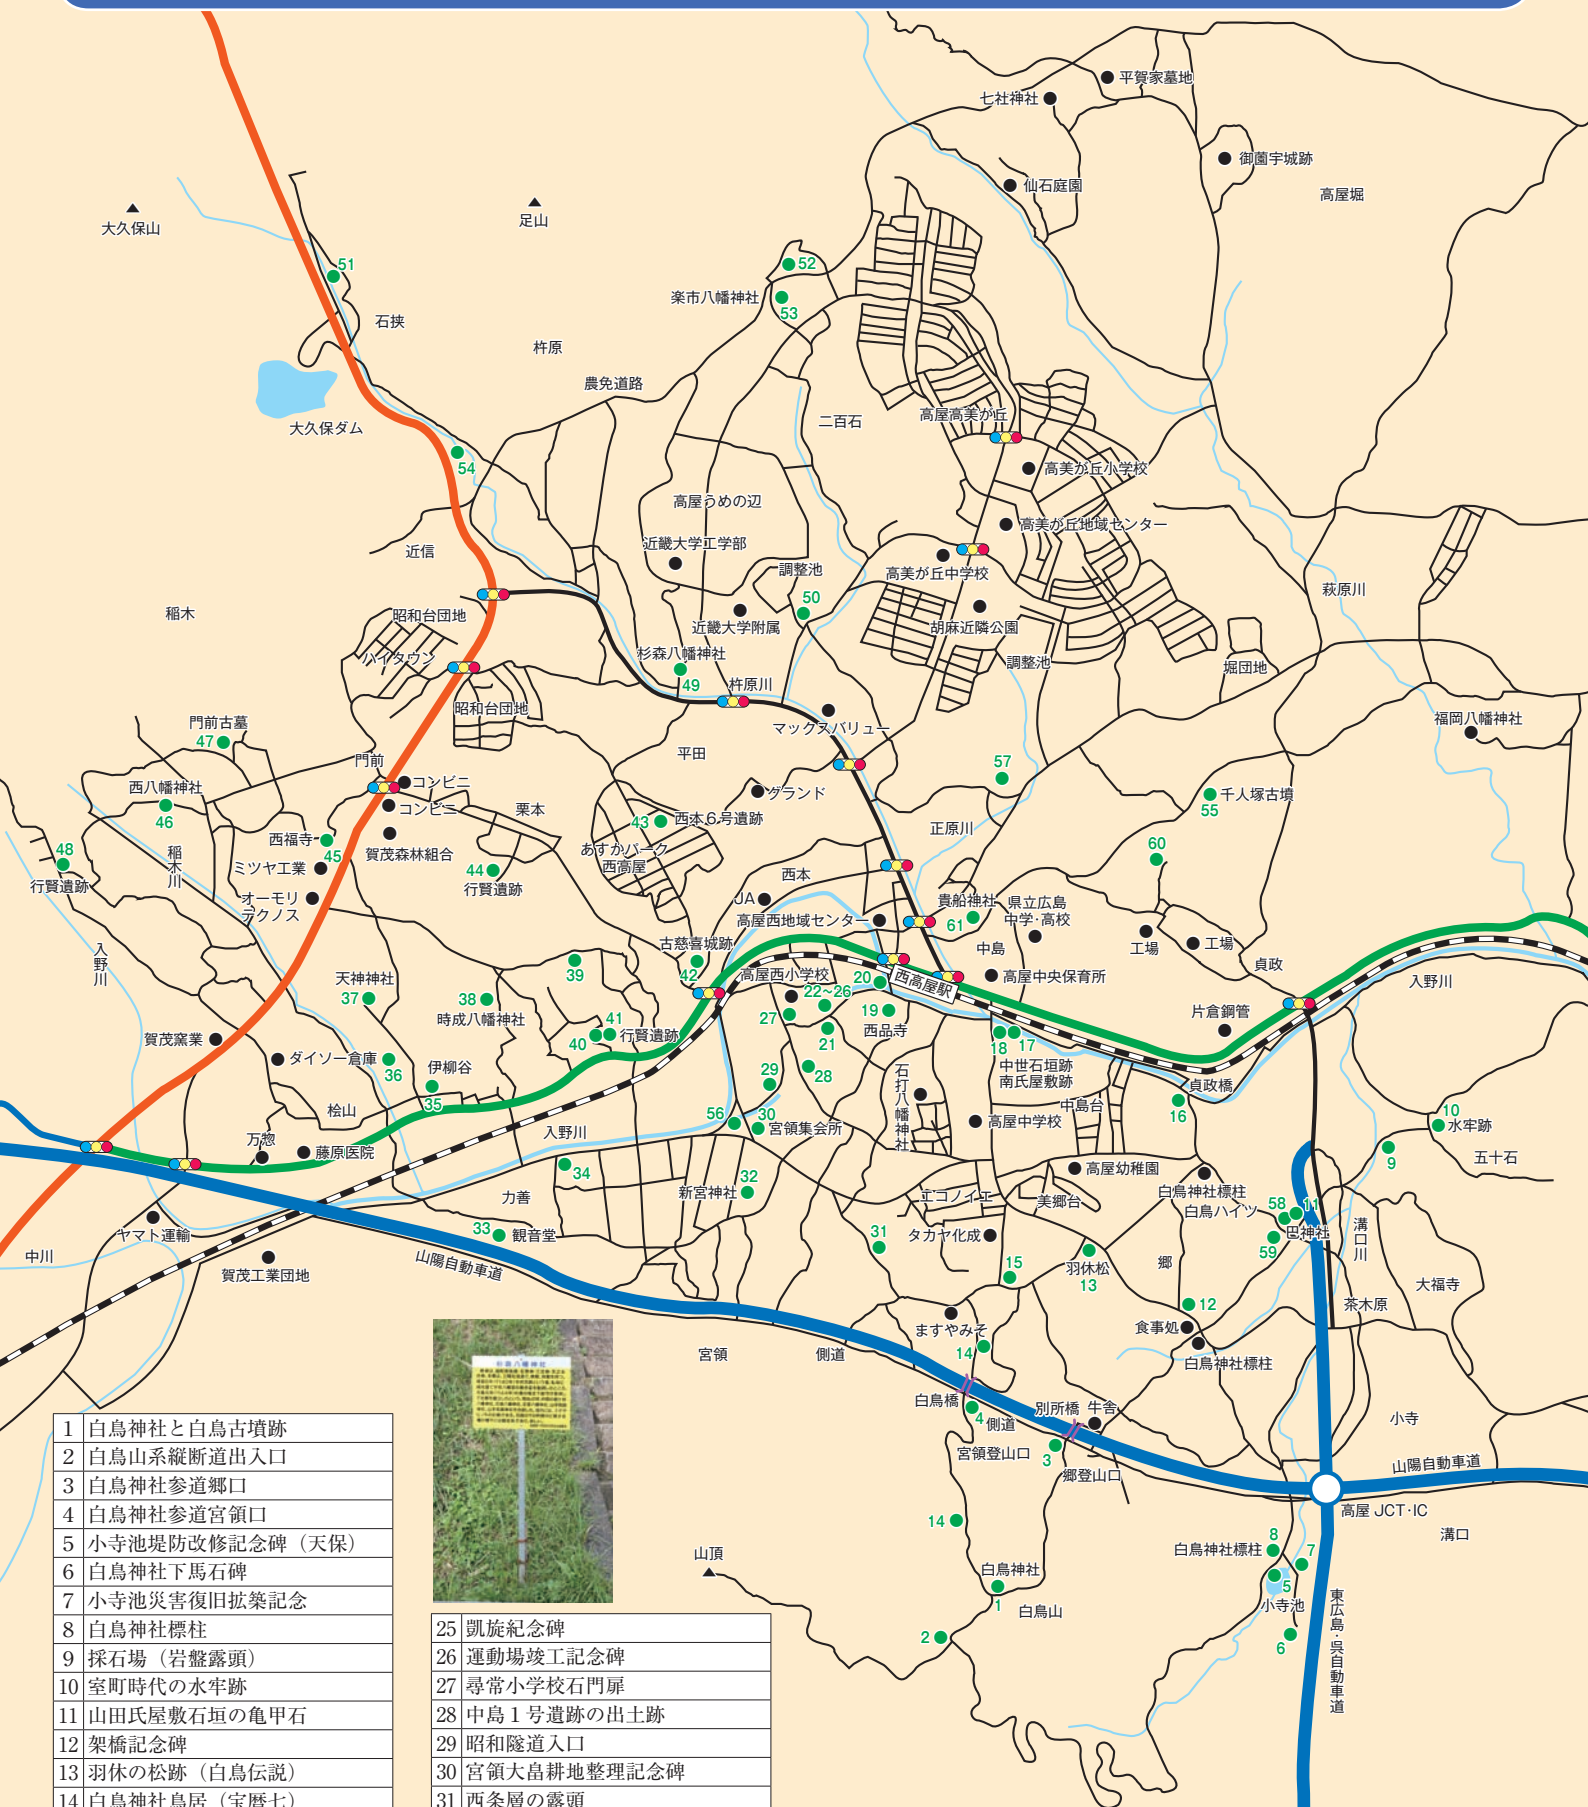 平賀家墓地
七社神社
御薗宇城跡
仙石庭園
高屋堀
大久保山
足山
51
52
楽市八幡神社
53
石挟
杵原
農免道路
二百石
高屋高美が丘
大久保ダム
54
高美が丘小学校
高屋うめの辺
高美が丘地域センター
近畿大学工学部
近信
調整池
高美が丘中学校
萩原川
50
稲木
昭和台団地
近畿大学附属
胡麻近隣公園
ハイタウン
杉森八幡神社
調整池
堀団地
49
杵原川
昭和台団地
門前古墓
47
マックスバリュー
福岡八幡神社
門前
平田
57
コンビニ
西八幡神社
コンビニ
栗本
グランド
千人塚古墳
55
46
43
西本6号遺跡
正原川
西福寺
45
賀茂森林組合
あすかパーク
西高屋
60
48
稲木川
ミツヤ工業
44
行賢遺跡
西本
行賢遺跡
オーモリ
テクノス
JA
貴船神社
県立広島
中学・高校
高屋西地域センター
61
入野川
古慈喜城跡
中島
工場
工場
39
42
高屋西小学校
20
西高屋駅
高屋中央保育所
貞政
入野川
天神神社
37
38
時成八幡神社
22~26
27
19
西品寺
片倉鋼管
41
行賢遺跡
40
21
18
17
賀茂窯業
ダイソー倉庫
36
伊柳谷
28
石打八幡神社
中世石垣跡
南氏屋敷跡
29
貞政橋
35
桧山
56
30
宮領集会所
高屋中学校
中島台
16
10
水牢跡
万惣
藤原医院
入野川
9
五十石
34
高屋幼稚園
力善
新宮神社
32
エコノイエ
美郷台
白鳥神社標柱
白鳥ハイツ
58
11
ヤマト運輸
33
観音堂
31
タカヤ化成
巴神社
59
溝口川
中川
賀茂工業団地
山陽自動車道
15
羽休松
13
郷
大福寺
12
茶木原
ますやみそ
食事処
14
宮領
側道
白鳥神社標柱
白鳥橋
4
側道
別所橋
牛舎
小寺
宮領登山口
3
郷登山口
山陽自動車道
高屋 JCT・IC
14
8
白鳥神社標柱
7
溝口
山頂
白鳥神社
5
小寺池
1
白鳥山
2
6
東広島・呉自動車道
杉森八幡神社
1 白鳥神社と白鳥古墳跡
2 白鳥山系縦断道出入口
3 白鳥神社参道郷口
4 白鳥神社参道宮領口
5 小寺池堤防改修記念碑（天保）
6 白鳥神社下馬石碑
7 小寺池災害復旧拡築記念
8 白鳥神社標柱
9 採石場（岩盤露頭）
10 室町時代の水牢跡
11 山田氏屋敷石垣の亀甲石
12 架橋記念碑
13 羽休の松跡（白鳥伝説）
14 白鳥神社鳥居（宝暦七）
25 凱旋紀念碑
26 運動場竣工記念碑
27 尋常小学校石門扉
28 中島1号遺跡の出土跡
29 昭和隧道入口
30 宮領大畠耕地整理記念碑
31 西条層の露頭